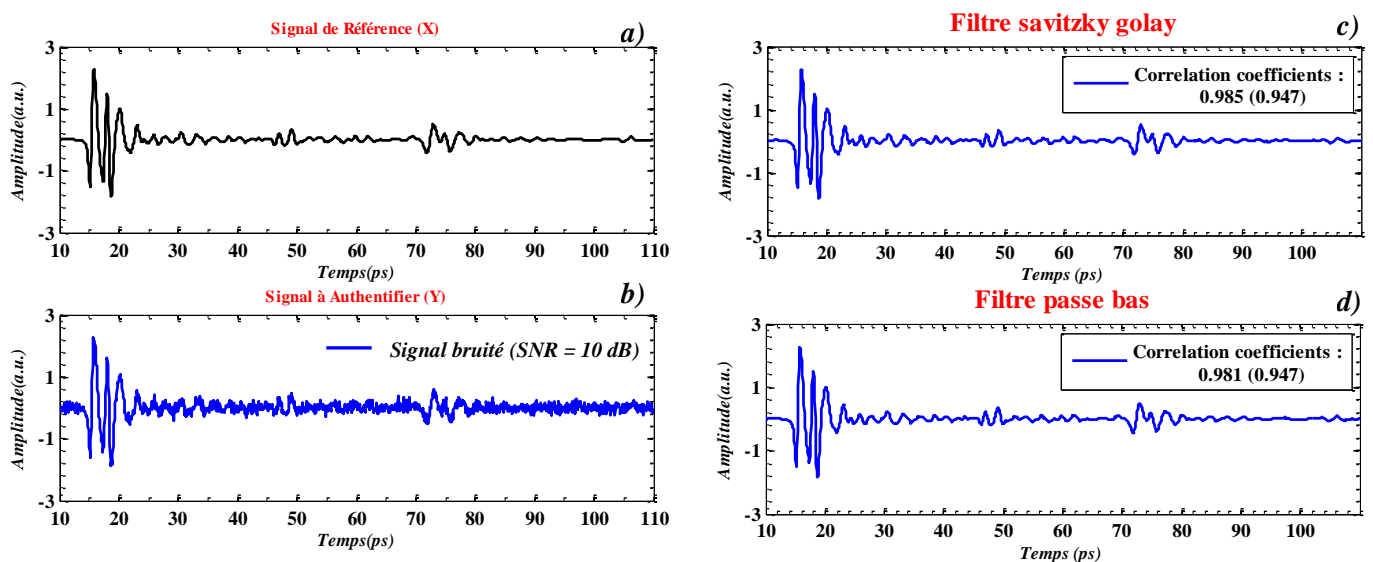 Signal de Référence (X)
a)
3
1
-1
-3
Amplitude(a.u.)
10 20 30 40 50 60 70 80 90 100 110
Temps(ps)
Signal à Authentifier (Y)
b)
Signal bruité (SNR = 10 dB)
3
1
-1
-3
Amplitude(a.u.)
10 20 30 40 50 60 70 80 90 100 110
Temps(ps)
Filtre savitzky golay
c)
Correlation coefficients :
0.985 (0.947)
3
1
-1
-3
Amplitude(a.u.)
10 20 30 40 50 60 70 80 90 100
Temps (ps)
Filtre passe bas
d)
Correlation coefficients :
0.981 (0.947)
3
1
-1
-3
Amplitude(a.u.)
10 20 30 40 50 60 70 80 90 100
Temps (ps)